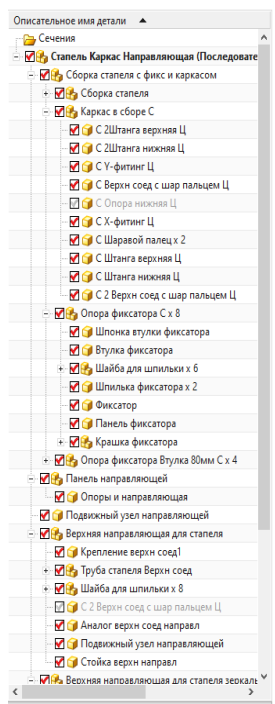 Описательное имя детали
Сечения
Стапель Каркас Направляющая (Последовате
Сборка стапеля с фикс и каркасом
Сборка стапеля
Каркас в сборе С
С 2Штанга верхняя Ц
С 2Штанга нижняя Ц
С Y-фитинг Ц
С Верхн соед с шар пальцем Ц
С Опора нижняя Ц
С X-фитинг Ц
С Шаравой палец x 2
С Штанга верхняя Ц
С Штанга нижняя Ц
С 2 Верхн соед с шар пальцем Ц
Опора фиксатора С x 8
Шпонка втулки фиксатора
Втулка фиксатора
Шайба для шпильки x 6
Шпилька фиксатора x 2
Фиксатор
Панель фиксатора
Крашка фиксатора
Опора фиксатора Втулка 80мм С x 4
Панель направляющей
Опоры и направляющая
Подвижный узел направляющей
Верхняя направляющая для стапеля
Крепление верхн соед1
Труба стапеля Верхн соед
Шайба для шпильки x 8
С 2 Верхн соед с шар пальцем Ц
Аналог верхн соед направл
Подвижный узел направляющей
Стойка верхн направл
Верхняя направляющая для стапеля зеркаль